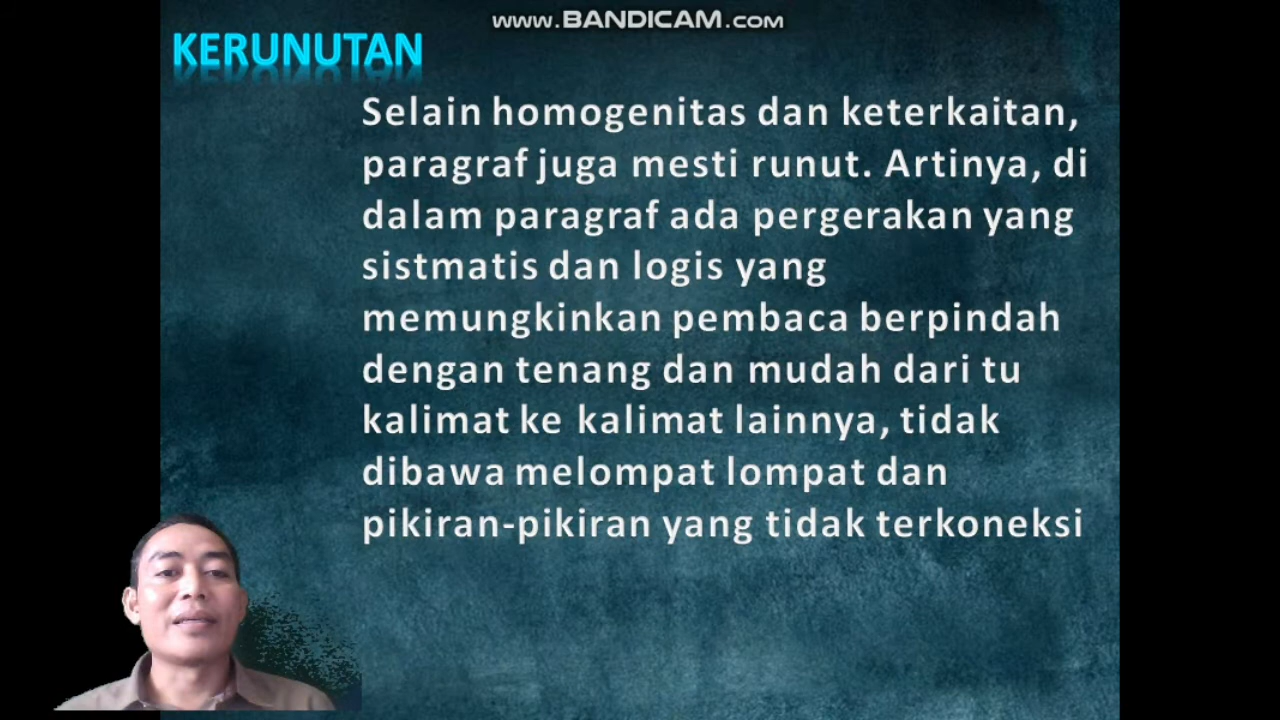 www.BANDICAM.com
KERUNUTAN
Selain homogenitas dan keterkaitan,
paragraf juga mesti runut. Artinya, di
dalam paragraf ada pergerakan yang
sistmatis dan logis yang
memungkinkan pembaca berpindah
dengan tenang dan mudah dari tu
kalimat ke kalimat lainnya, tidak
dibawa melompat lompat dan
pikiran-pikiran yang tidak terkoneksi